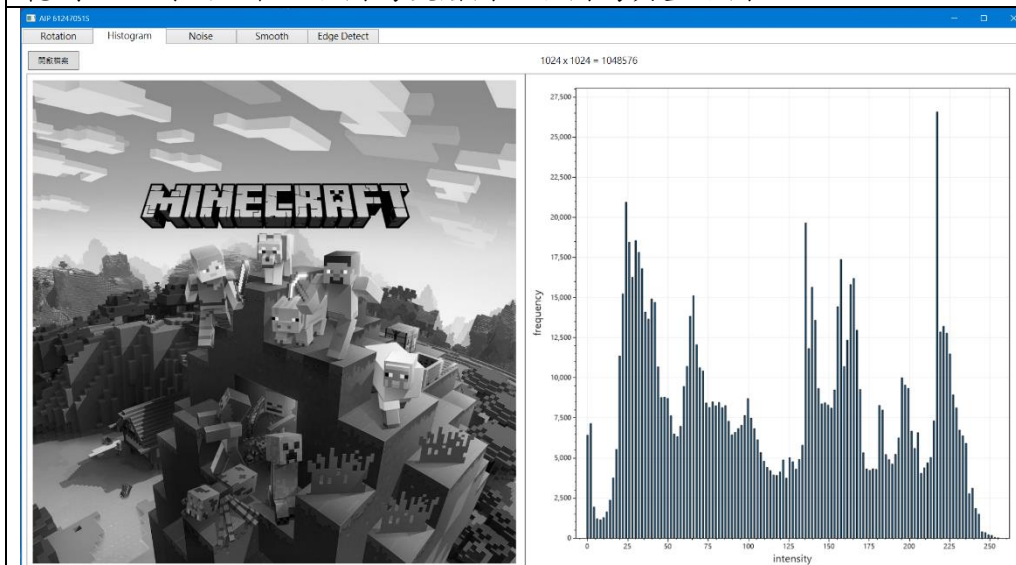 AIP 61247051S
Rotation Histogram Noise Smooth Edge Detect
開啟檔案
1024 x 1024 = 1048576
MINECRAFT
27,500
25,000
22,500
20,000
17,500
15,000
12,500
10,000
7,500
5,000
2,500
0
frequency
0 25 50 75 100 125 150 175 200 225 250
intensity